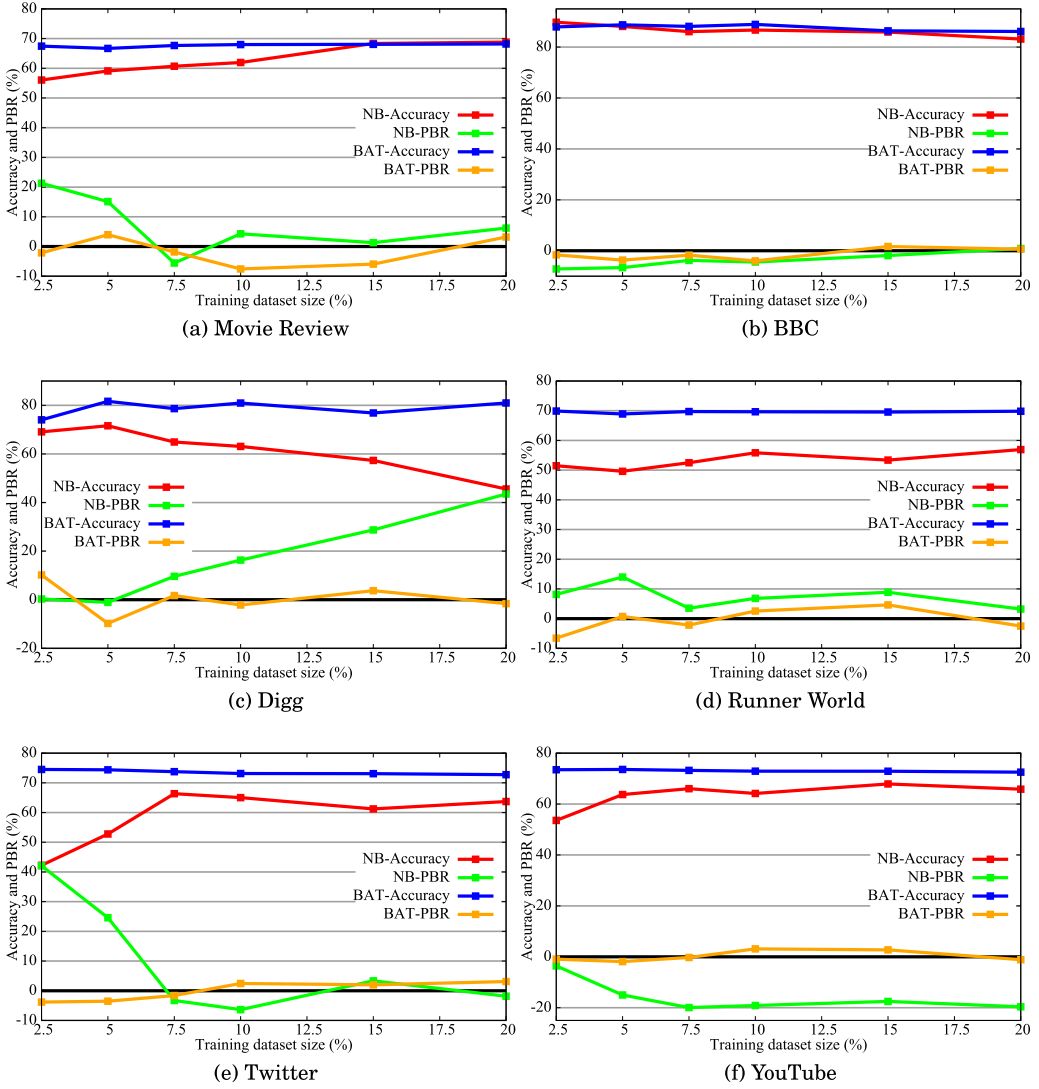 Accuracy and PBR (%)
80
70
60
50
40
30
20
10
0
-10
NB-Accuracy
NB-PBR
BAT-Accuracy
BAT-PBR
2.5 5 7.5 10 12.5 15 17.5 20
Training dataset size (%)
(a) Movie Review
Accuracy and PBR (%)
80
60
40
20
0
NB-Accuracy
NB-PBR
BAT-Accuracy
BAT-PBR
2.5 5 7.5 10 12.5 15 17.5 20
Training dataset size (%)
(b) BBC
Accuracy and PBR (%)
80
60
40
20
0
-20
NB-Accuracy
NB-PBR
BAT-Accuracy
BAT-PBR
2.5 5 7.5 10 12.5 15 17.5 20
Training dataset size (%)
(c) Digg
Accuracy and PBR (%)
80
70
60
50
40
30
20
10
0
-10
NB-Accuracy
NB-PBR
BAT-Accuracy
BAT-PBR
2.5 5 7.5 10 12.5 15 17.5 20
Training dataset size (%)
(d) Runner World
Accuracy and PBR (%)
80
70
60
50
40
30
20
10
0
-10
NB-Accuracy
NB-PBR
BAT-Accuracy
BAT-PBR
2.5 5 7.5 10 12.5 15 17.5 20
Training dataset size (%)
(e) Twitter
Accuracy and PBR (%)
80
60
40
20
0
-20
NB-Accuracy
NB-PBR
BAT-Accuracy
BAT-PBR
2.5 5 7.5 10 12.5 15 17.5 20
Training dataset size (%)
(f) YouTube